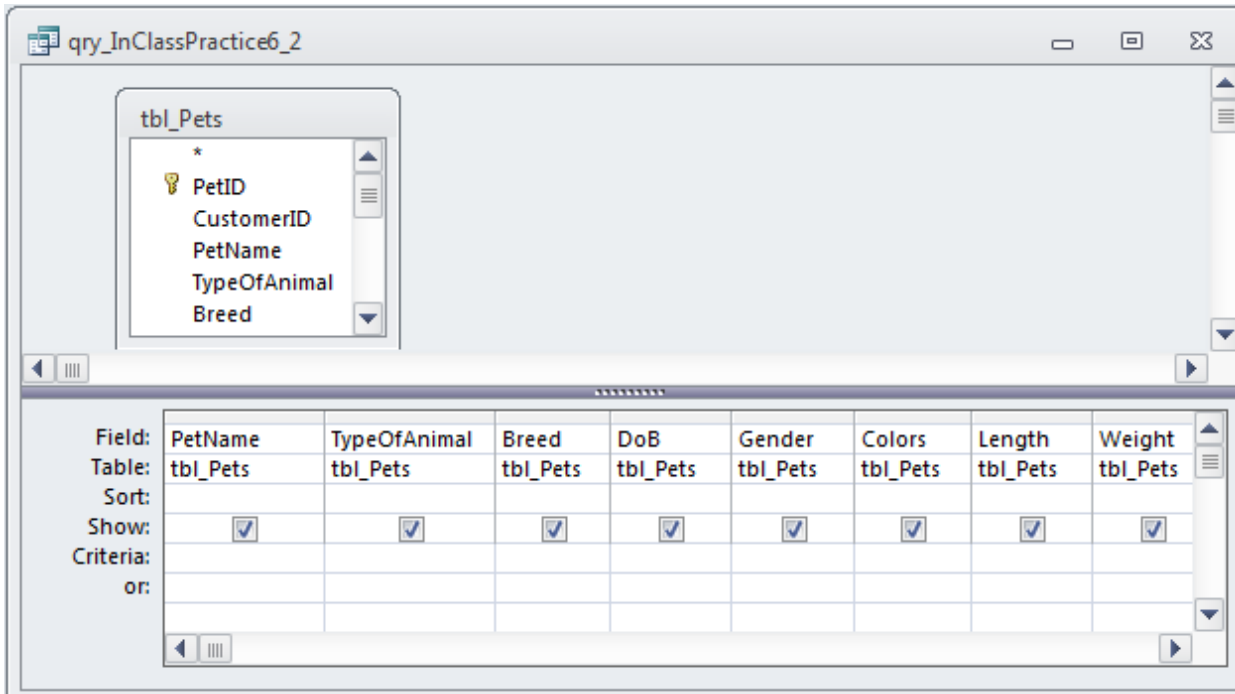 qry_InClassPractice6_2
tbl_Pets
*
PetID
CustomerID
PetName
TypeOfAnimal
Breed
Field: PetName TypeOfAnimal Breed DoB Gender Colors Length Weight
Table: tbl_Pets tbl_Pets tbl_Pets tbl_Pets tbl_Pets tbl_Pets tbl_Pets tbl_Pets
Sort:
Show:
Criteria:
or: